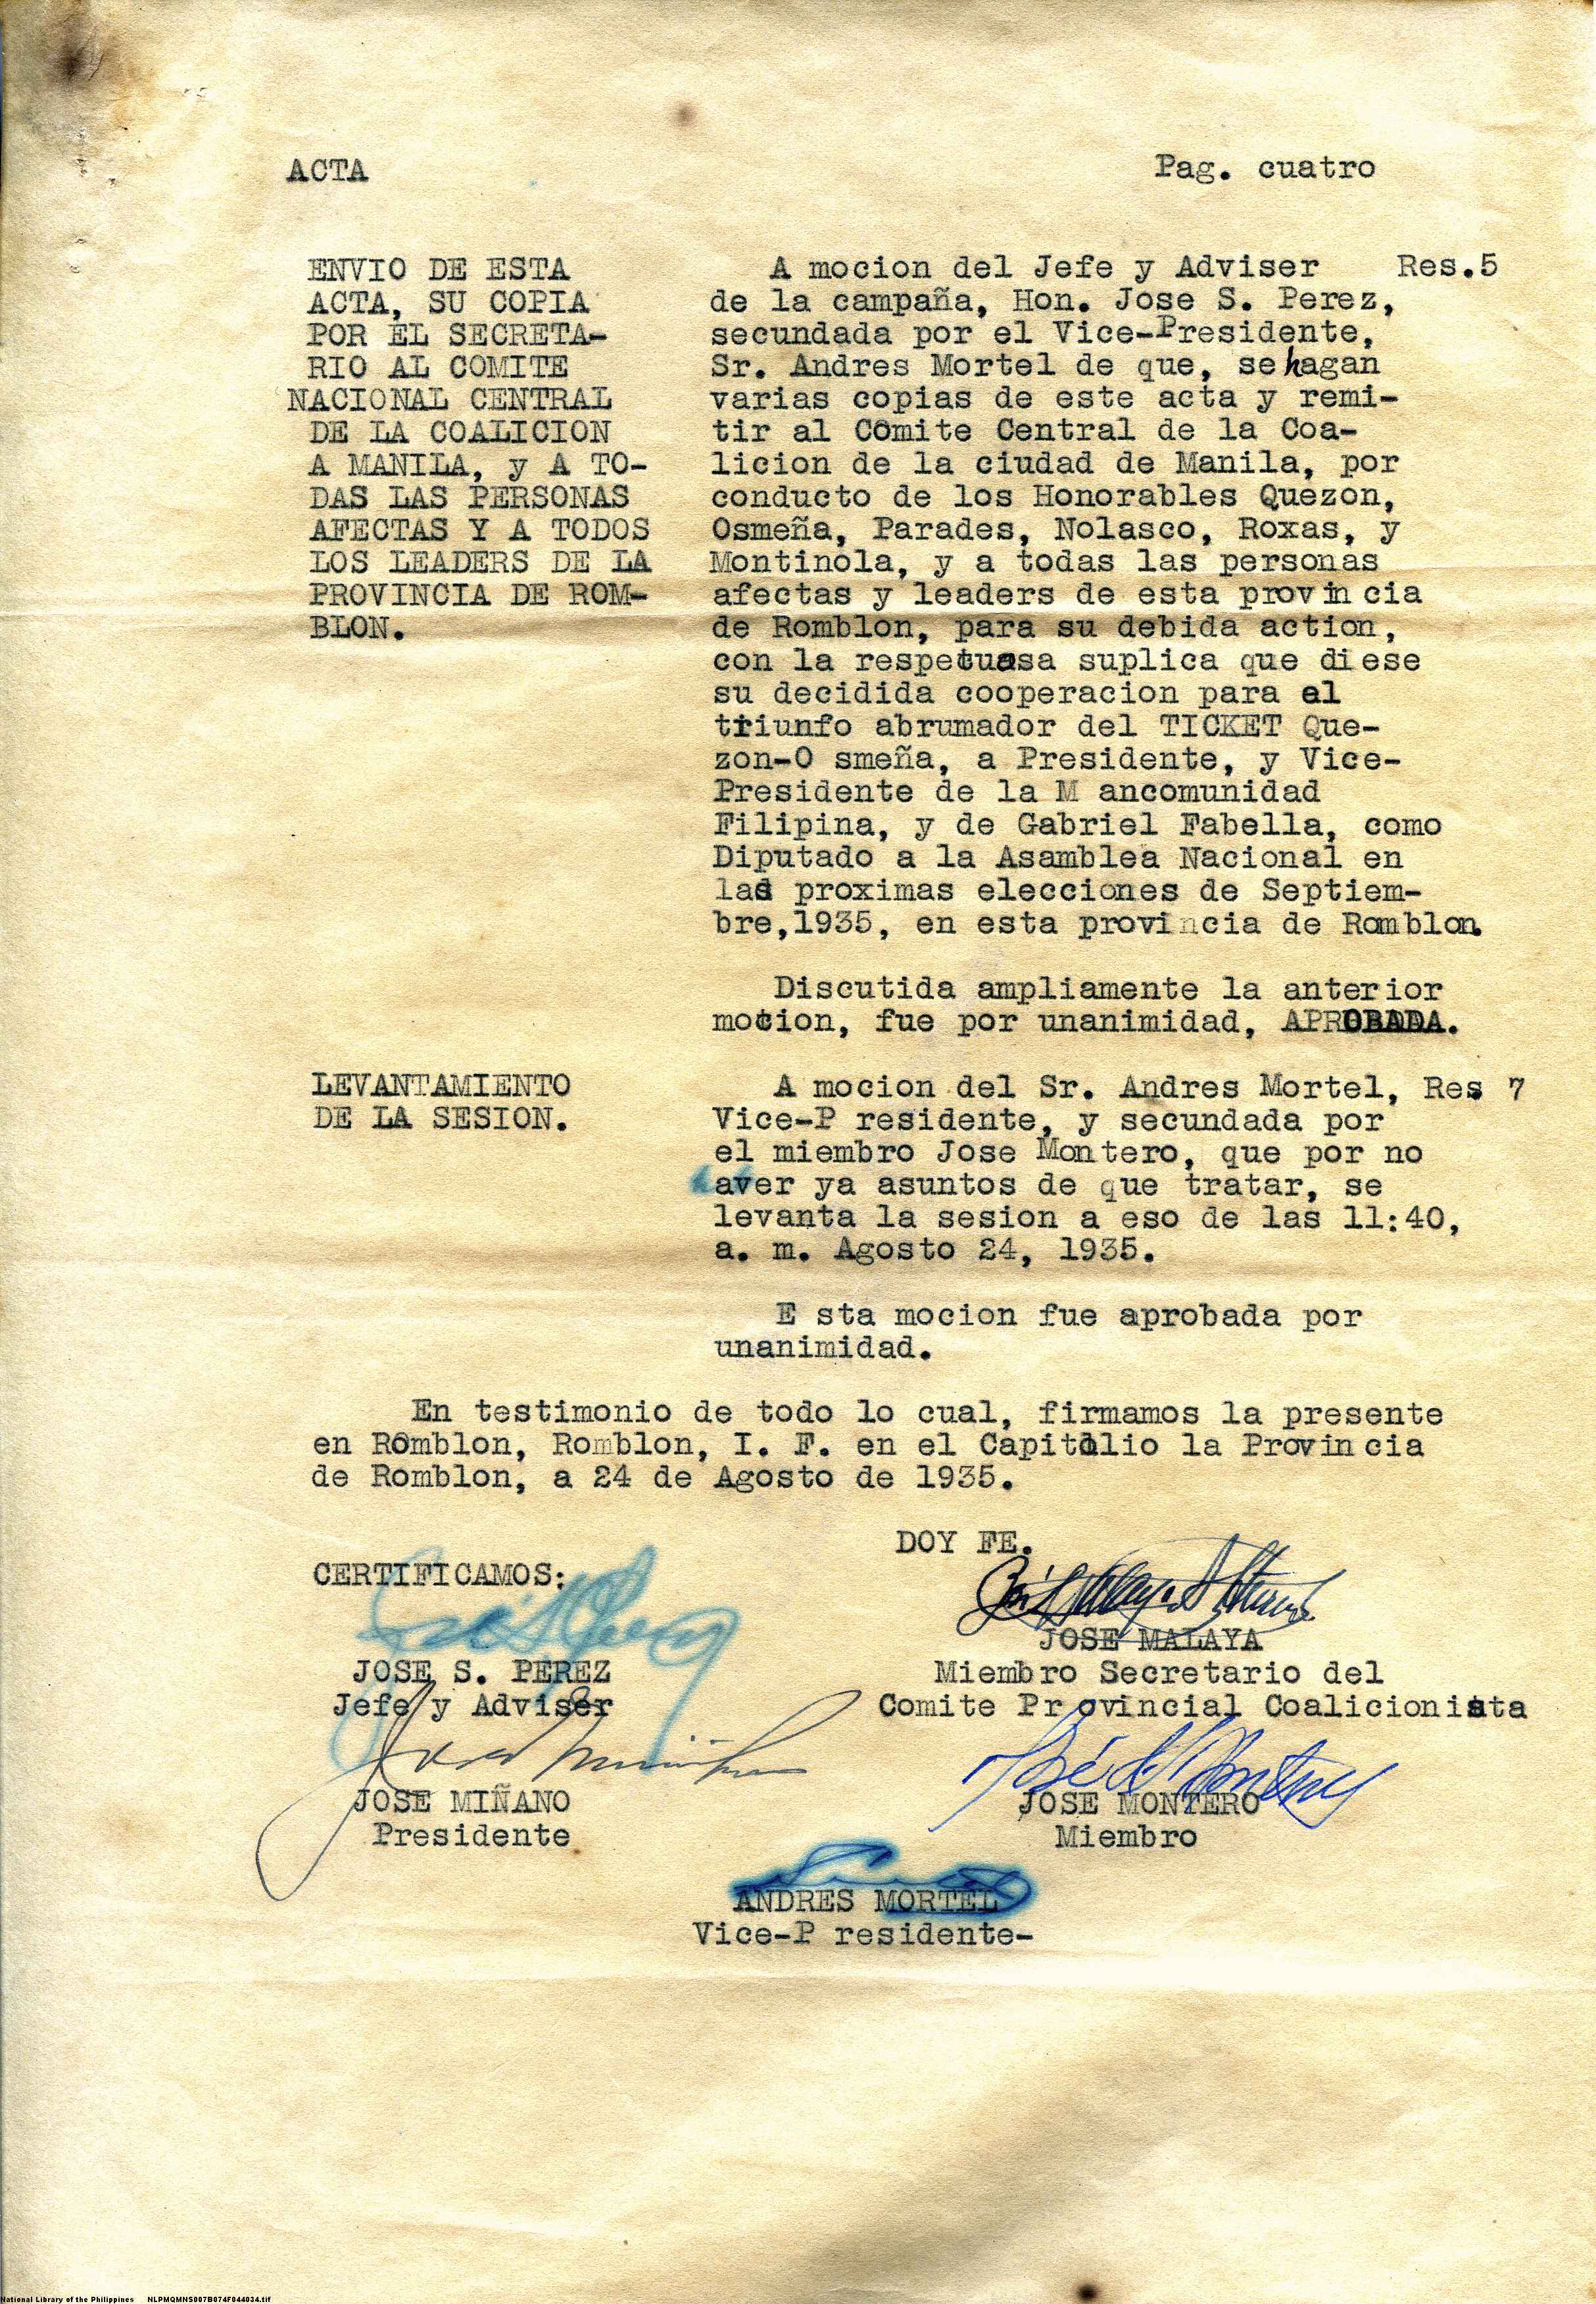 ACTA
Pag. cuatro
ENVIO DE ESTA
ACTA, SU COPIA
POR EL SECRETA-
RIO AL COMITE
NACIONAL CENTRAL
DE LA COALICION
A MANILA, y A TO-
DAS LAS PERSONAS
AFECTAS Y A TODOS
LOS LEADERS DE LA
PROVINCIA DE ROM-
BLON.
A mocion del Jefe y Adviser Res.5
de la campaña, Hon. Jose S. Perez,
secundada por el Vice-Presidente,
Sr. Andres Mortel de que, se hagan
varias copias de este acta y remi-
tir al Comite Central de la Coa-
licion de la ciudad de Manila, por
conducto de los Honorables Quezon,
Osmeña, Parades, Nolasco, Roxas, y
Montinola, y a todas las personas
afectas y leaders de esta provincia
de Romblon, para su debida action,
con la respetuasa suplica que diese
su decidida cooperacion para el
triunfo abrumador del TICKET Que-
zon-O smeña, a Presidente, y Vice-
Presidente de la M ancomunidad
Filipina, y de Gabriel Fabella, como
Diputado a la Asamblea Nacional en
las proximas elecciones de Septiem-
bre,1935, en esta provincia de Romblon.
Discutida ampliamente la anterior
mocion, fue por unanimidad, APROBADA.
LEVANTAMIENTO
DE LA SESION.
A mocion del Sr. Andres Mortel, Res 7
Vice-P residente, y secundada por
el miembro Jose Montero, que por no
haver ya asuntos de que tratar, se
levanta la sesion a eso de las 11:40,
a. m. Agosto 24, 1935.
E sta mocion fue aprobada por
unanimidad.
En testimonio de todo lo cual, firmamos la presente
en Romblon, Romblon, I. F. en el Capitolio la Provincia
de Romblon, a 24 de Agosto de 1935.
DOY FE.
CERTIFICAMOS:
JOSE MALAYA
Miembro Secretario del
Comite Provincial Coalicionista
JOSE S. PEREZ
Jefe y Adviser
JOSE MIÑANO
Presidente
JOSE MONTERO
Miembro
ANDRES MORTEL
Vice-P residente-
National Library of the Philippines NLPMQMNS007B074F044034.tif